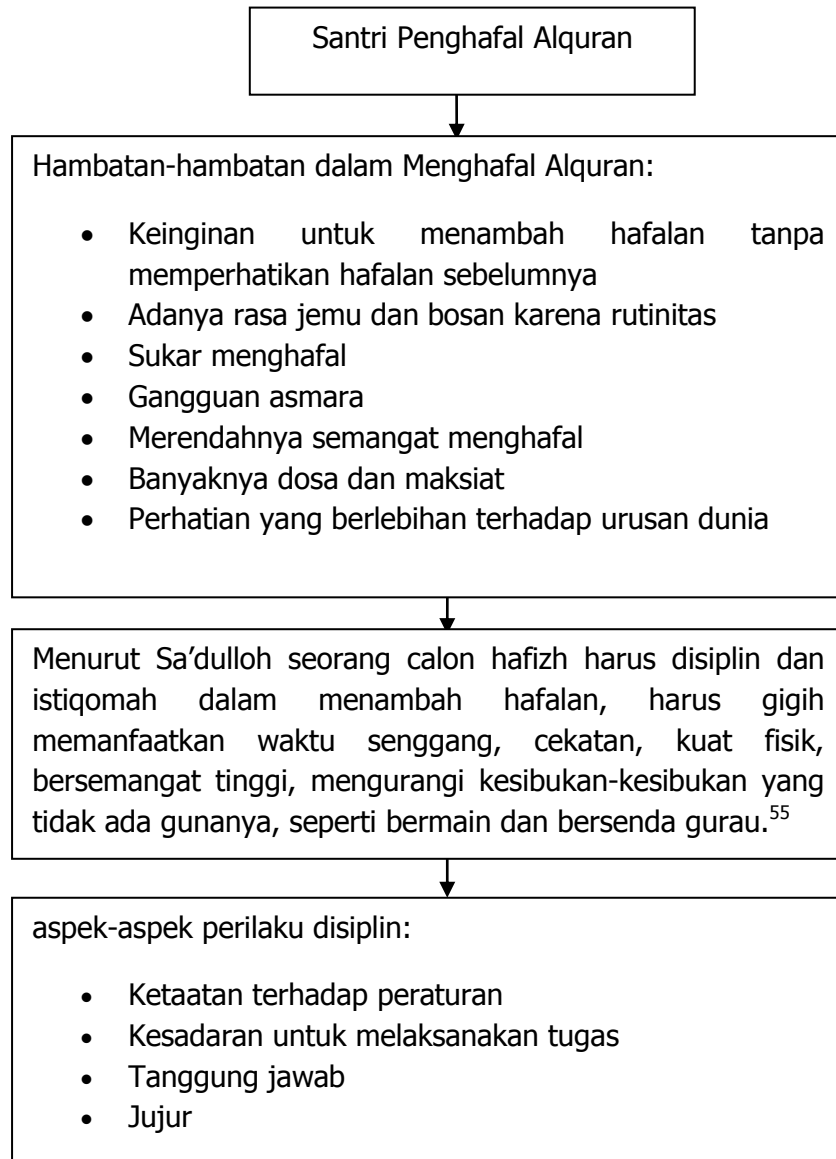 Santri Penghafal Alquran
Hambatan-hambatan dalam Menghafal Alquran:
• Keinginan untuk menambah hafalan tanpa
memperhatikan hafalan sebelumnya
• Adanya rasa jemu dan bosan karena rutinitas
• Sukar menghafal
• Gangguan asmara
• Merendahnya semangat menghafal
• Banyaknya dosa dan maksiat
• Perhatian yang berlebihan terhadap urusan dunia
Menurut Sa'dulloh seorang calon hafizh harus disiplin dan
istiqomah dalam menambah hafalan, harus gigih
memanfaatkan waktu senggang, cekatan, kuat fisik,
bersemangat tinggi, mengurangi kesibukan-kesibukan yang
tidak ada gunanya, seperti bermain dan bersenda gurau.⁵⁵
aspek-aspek perilaku disiplin:
• Ketaatan terhadap peraturan
• Kesadaran untuk melaksanakan tugas
• Tanggung jawab
• Jujur